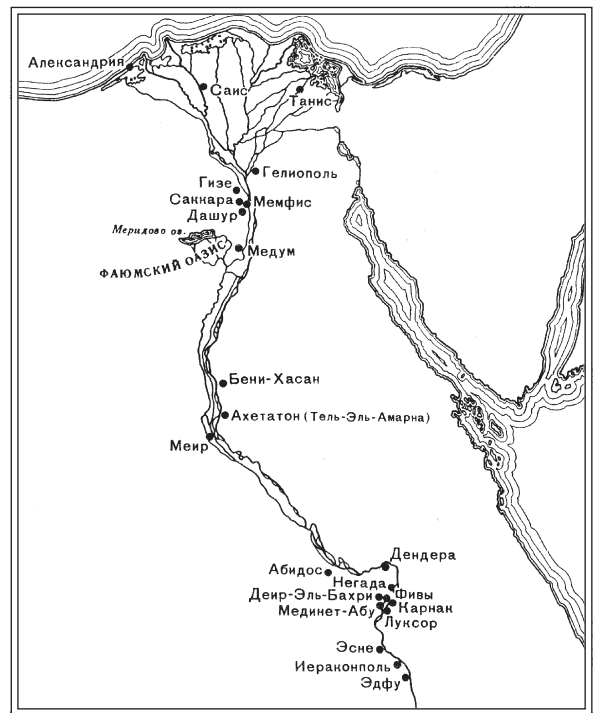 Александрия
Саис
Танис
Гелиополь
Гизе
Саккара
Мемфис
Дашур
Меридово оз.
Медум
ФАЮМСКИЙ ОАЗИС
Бени-Хасан
Ахетатон (Тель-Эль-Амарна)
Меир
Дендера
Абидос
Негада
Деир-Эль-Бахри
Фивы
Мединет-Абу
Карнак
Луксор
Эсне
Иераконполь
Эдфу